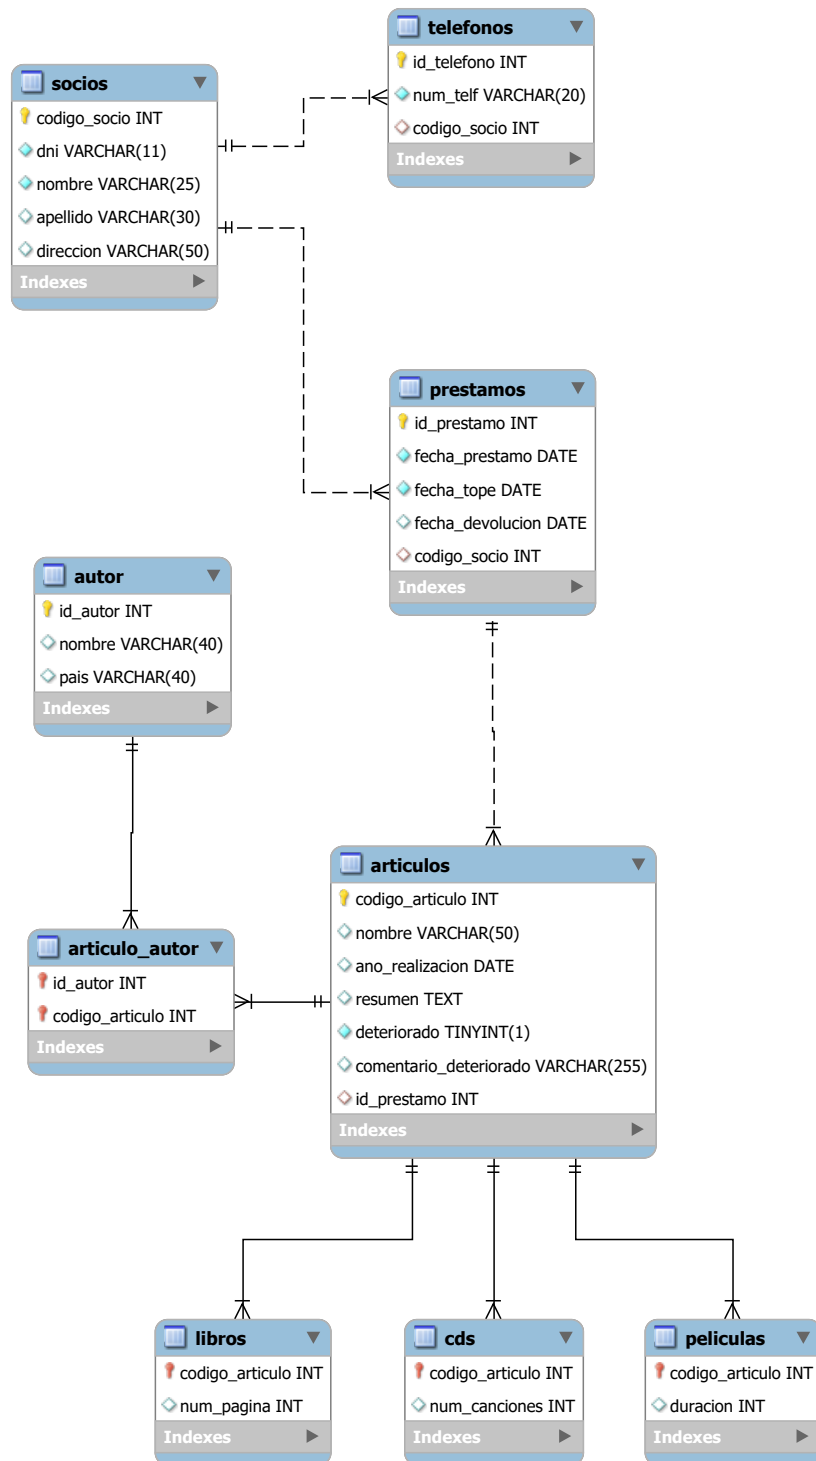 telefonos
id_telefono INT
num_telf VARCHAR(20)
codigo_socio INT
Indexes
socios
codigo_socio INT
dni VARCHAR(11)
nombre VARCHAR(25)
apellido VARCHAR(30)
direccion VARCHAR(50)
Indexes
prestamos
id_prestamo INT
fecha_prestamo DATE
fecha_tope DATE
fecha_devolucion DATE
codigo_socio INT
Indexes
autor
id_autor INT
nombre VARCHAR(40)
pais VARCHAR(40)
Indexes
articulos
codigo_articulo INT
nombre VARCHAR(50)
ano_realizacion DATE
resumen TEXT
deteriorado TINYINT(1)
comentario_deteriorado VARCHAR(255)
id_prestamo INT
Indexes
articulo_autor
id_autor INT
codigo_articulo INT
Indexes
libros
codigo_articulo INT
num_pagina INT
Indexes
cds
codigo_articulo INT
num_canciones INT
Indexes
peliculas
codigo_articulo INT
duracion INT
Indexes